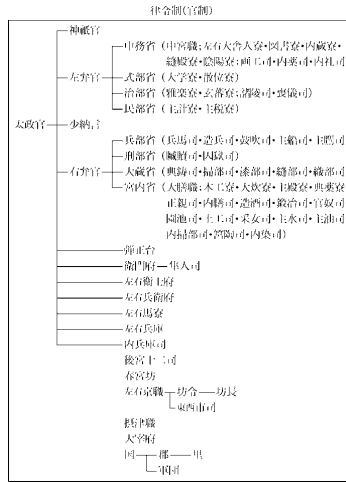 律令制(官制)
神祇官
中務省(中宮職・左右大舎人寮・図書寮・内蔵寮・
縫殿寮・陰陽寮・画工司・内薬司・内礼司
左弁官
式部省(大学寮・散位寮)
治部省(雅楽寮・玄蕃寮・諸陵司・喪儀司)
民部省(主計寮・主税寮)
太政官 少納言
兵部省(兵馬司・造兵司・鼓吹司・主船司・主鷹司
刑部省(贓贖司・囚獄司)
右弁官 大蔵省(典鋳司・掃部司・漆部司・縫部司・織部司
宮内省(大膳職・木工寮・大炊寮・主殿寮・典薬寮
正親司・内膳司・造酒司・鍛冶司・官奴司
園池司・土工司・采女司・主水司・主油司
内掃部司・筥陶司・内染司)
弾正台
衛門府 隼人司
左右衛士府
左右兵衛府
左右馬寮
左右兵庫
内兵庫司
後宮十二司
春宮坊
左右京職 坊令 坊長
東西市司
摂津職
大宰府
国 郡 里
軍団